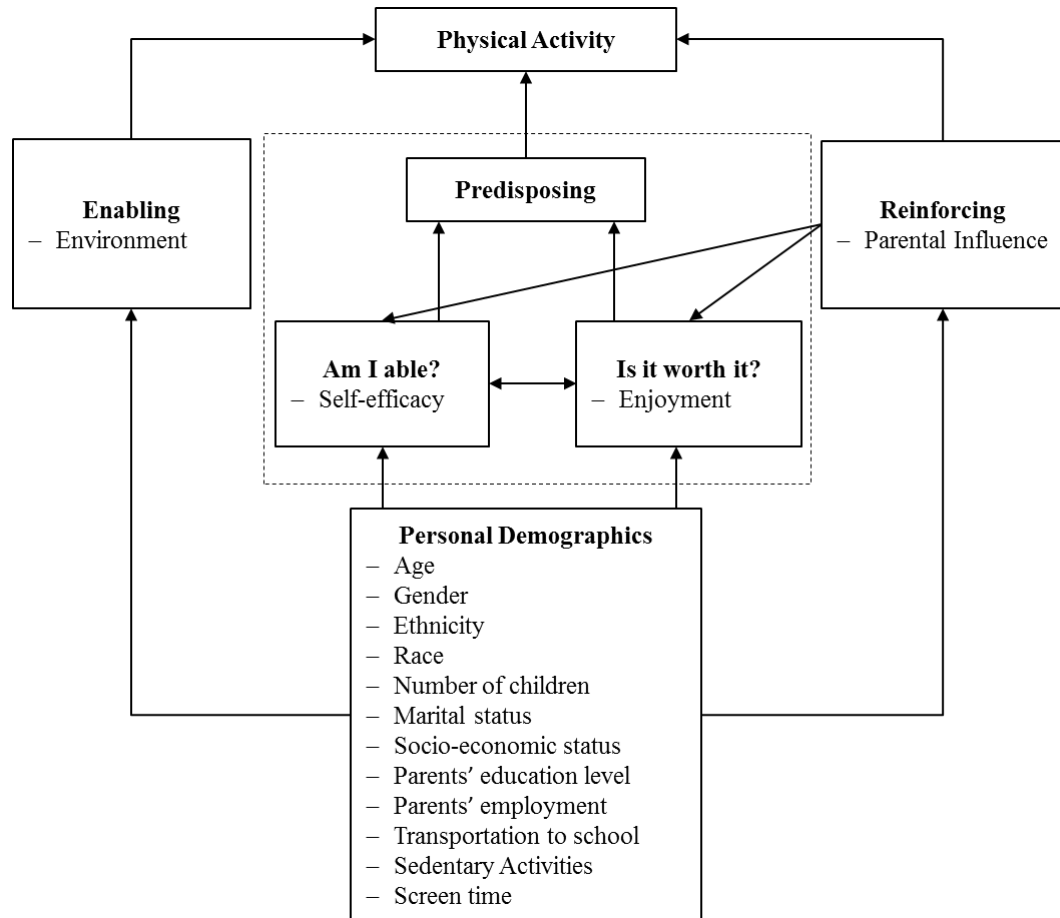 Physical Activity
Enabling
– Environment
Predisposing
Reinforcing
– Parental Influence
Am I able?
– Self-efficacy
Is it worth it?
– Enjoyment
Personal Demographics
– Age
– Gender
– Ethnicity
– Race
– Number of children
– Marital status
– Socio-economic status
– Parents’ education level
– Parents’ employment
– Transportation to school
– Sedentary Activities
– Screen time